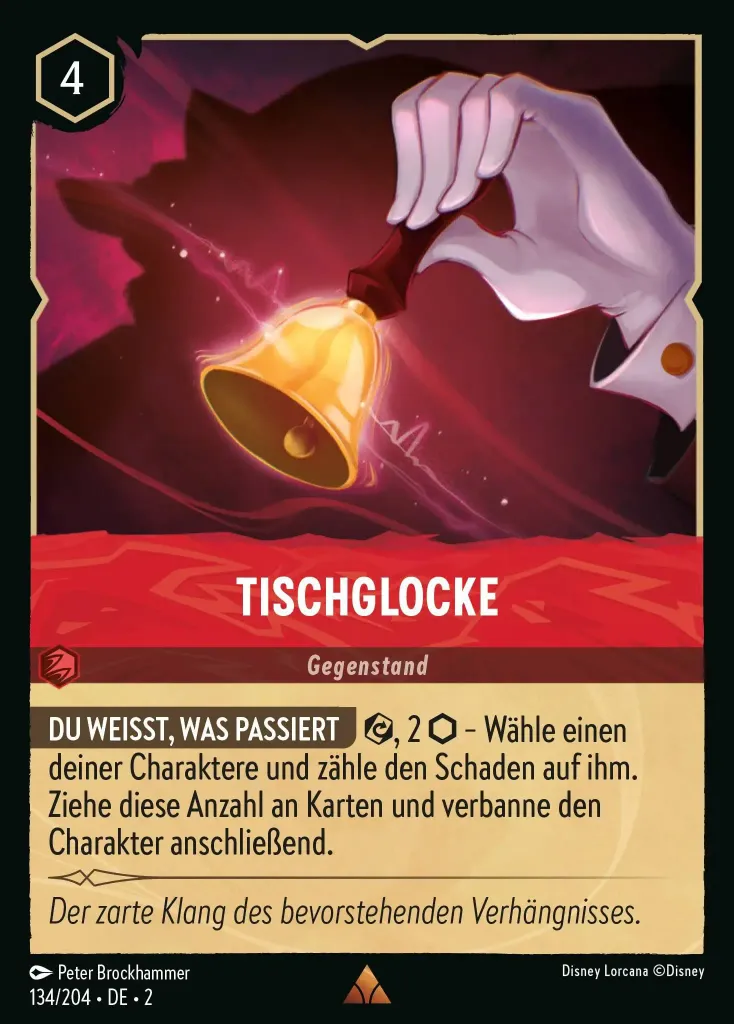 4
TISCHGLOCKE
Gegenstand
DU WEISST, WAS PASSIERT , 2 – Wähle einen
deiner Charaktere und zähle den Schaden auf ihm.
Ziehe diese Anzahl an Karten und verbanne den
Charakter anschließend.
Der zarte Klang des bevorstehenden Verhängnisses.
Peter Brockhammer
Disney Lorcana ©Disney
134/204 • DE • 2